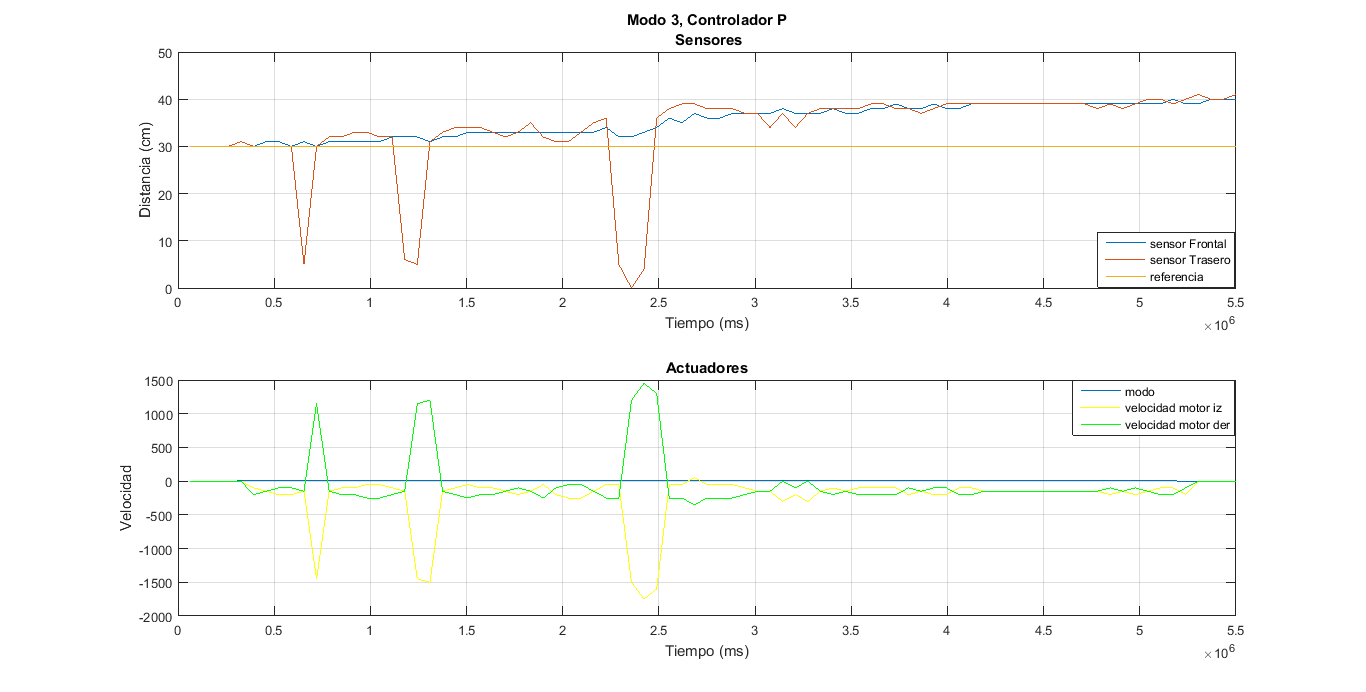 Modo 3, Controlador P
Sensores
50
40
30
20
10
0
Distancia (cm)
0 0.5 1 1.5 2 2.5 3 3.5 4 4.5 5 5.5
Tiempo (ms)
×10^6
sensor Frontal
sensor Trasero
referencia
Actuadores
1500
1000
500
0
-500
-1000
-1500
-2000
Velocidad
0 0.5 1 1.5 2 2.5 3 3.5 4 4.5 5 5.5
Tiempo (ms)
×10^6
modo
velocidad motor iz
velocidad motor der